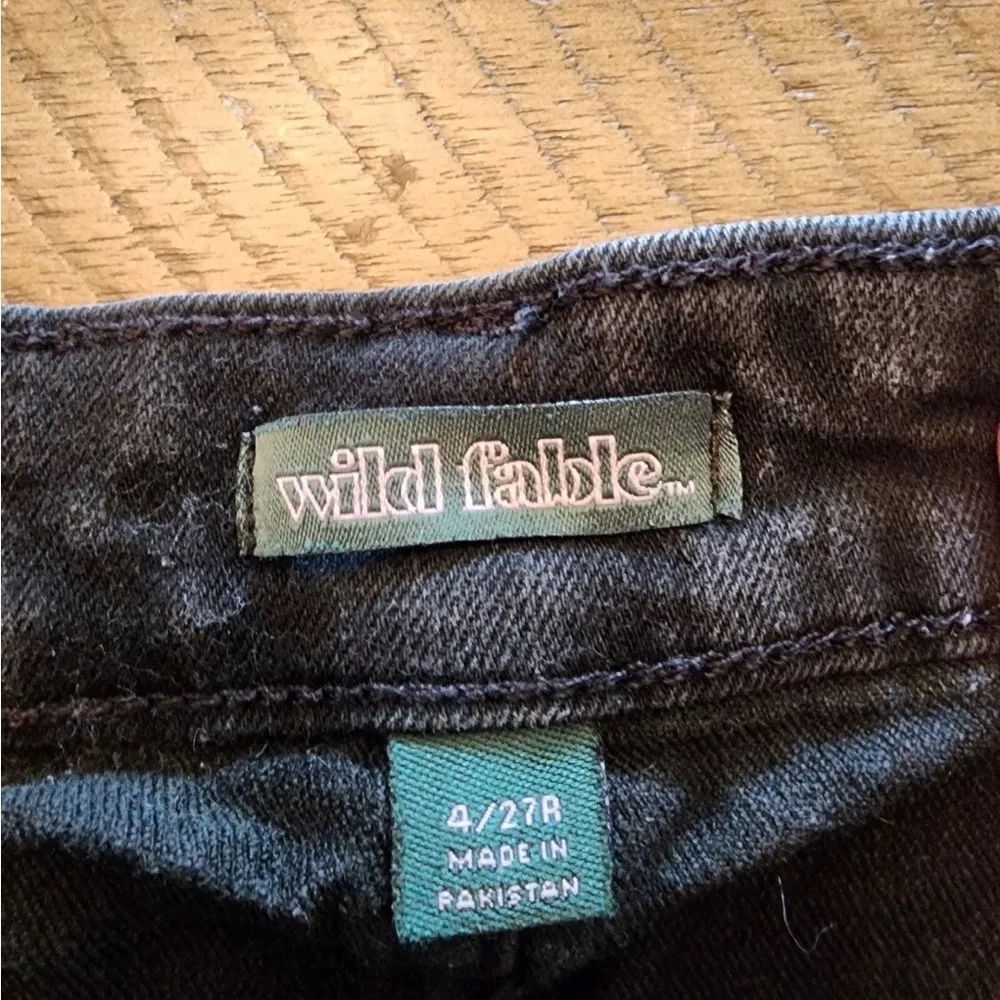 wild fable™
4/27R
MADE IN
PAKISTAN